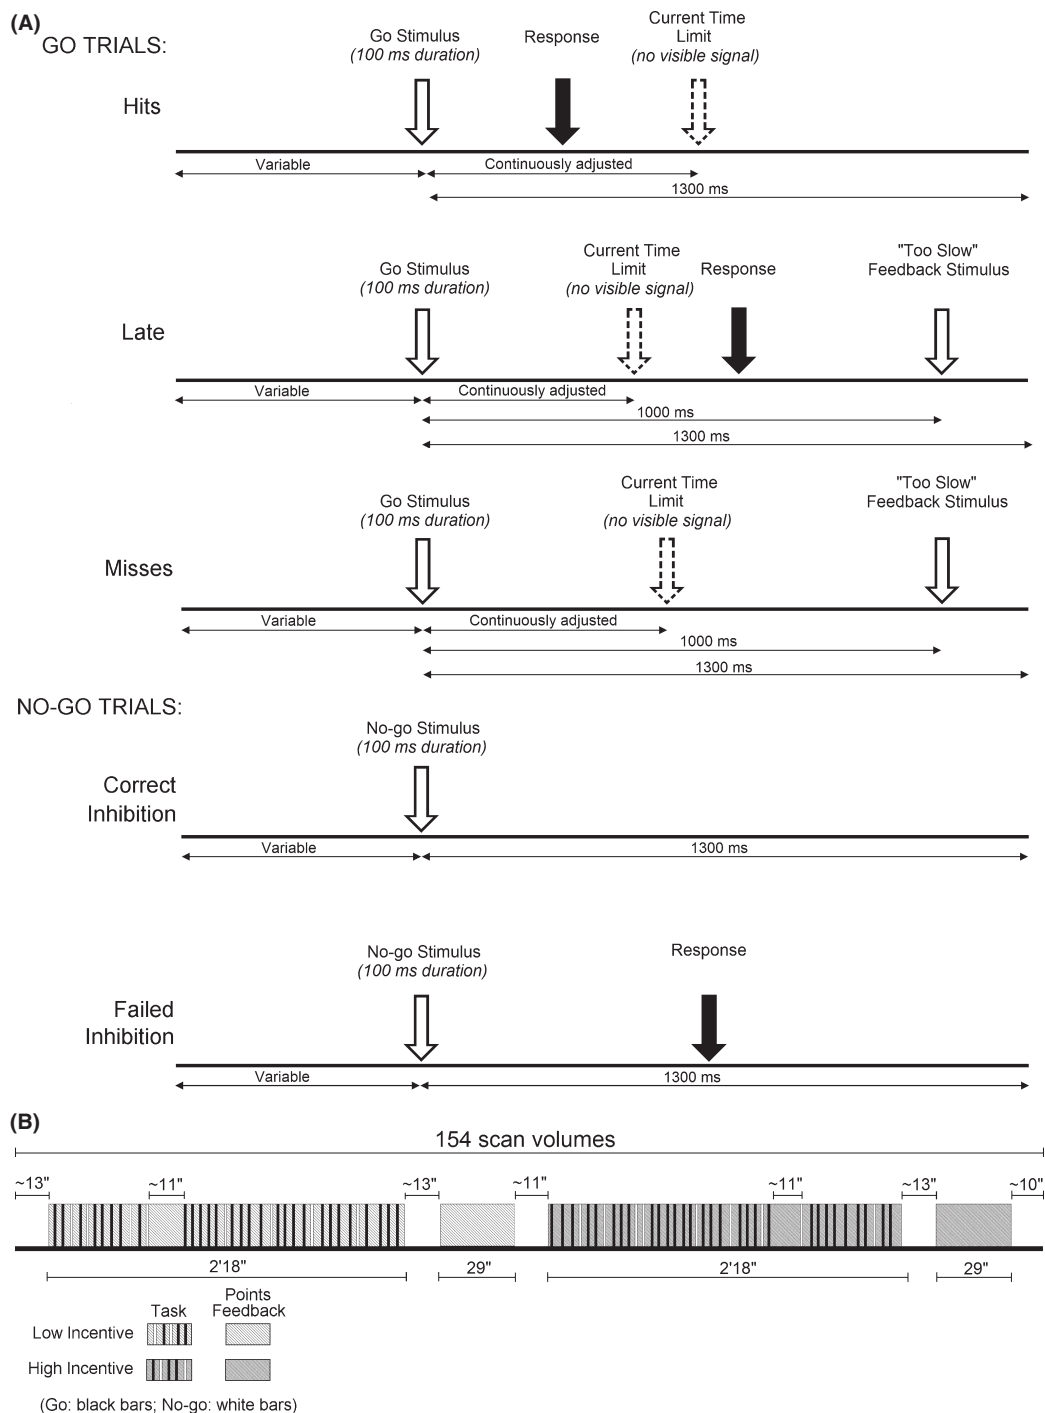 (A)
GO TRIALS:
Go Stimulus
(100 ms duration)
Response
Current Time
Limit
(no visible signal)
Hits
Variable
Continuously adjusted
1300 ms
Go Stimulus
(100 ms duration)
Current Time
Limit
(no visible signal)
Response
"Too Slow"
Feedback Stimulus
Late
Variable
Continuously adjusted
1000 ms
1300 ms
Go Stimulus
(100 ms duration)
Current Time
Limit
(no visible signal)
"Too Slow"
Feedback Stimulus
Misses
Variable
Continuously adjusted
1000 ms
1300 ms
NO-GO TRIALS:
No-go Stimulus
(100 ms duration)
Correct
Inhibition
Variable
1300 ms
No-go Stimulus
(100 ms duration)
Response
Failed
Inhibition
Variable
1300 ms
(B)
154 scan volumes
~13" ~11" ~13" ~11" ~11" ~13" ~10"
2'18" 29" 2'18" 29"
Task
Points
Feedback
Low Incentive
High Incentive
(Go: black bars; No-go: white bars)